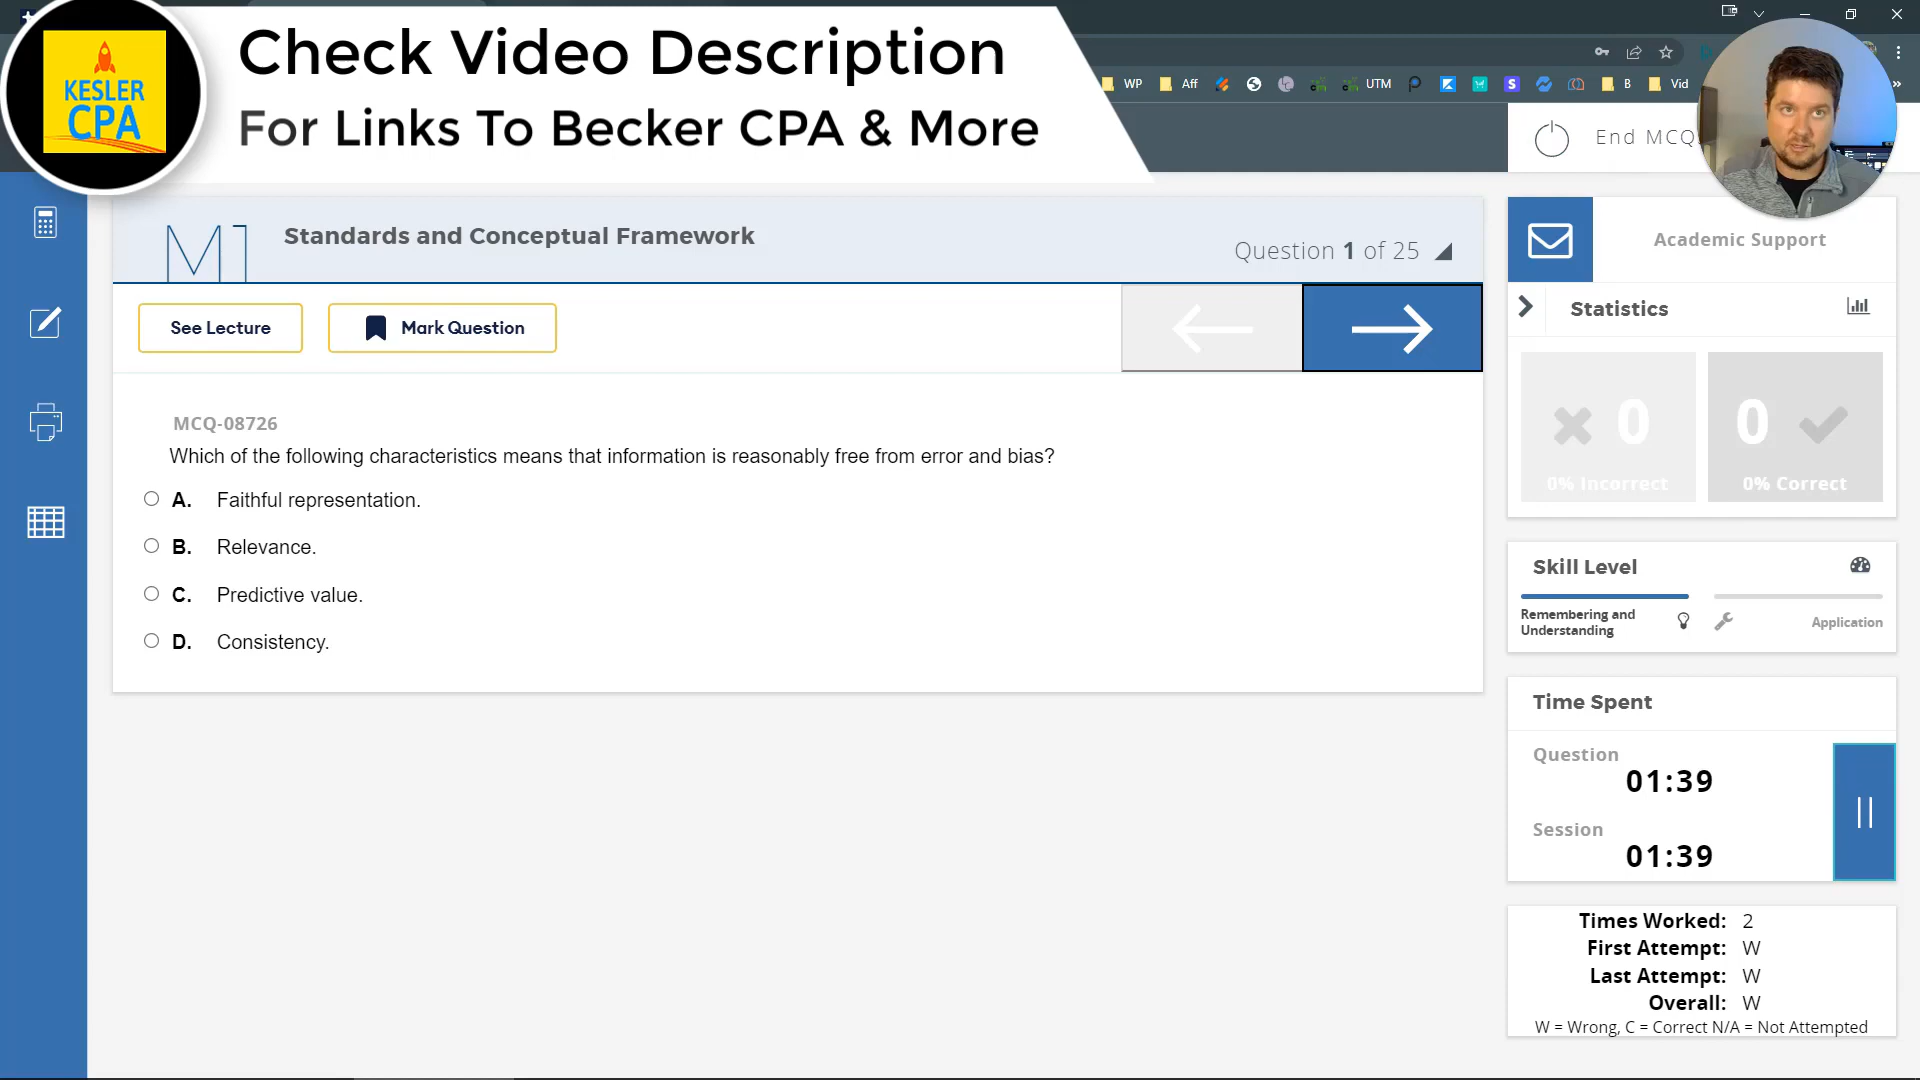 KESLER
CPA
Check Video Description
For Links To Becker CPA & More
WP
Aff
UTM
B
Vid
End MCQ
M1
Standards and Conceptual Framework
Question 1 of 25
See Lecture
Mark Question
MCQ-08726
Which of the following characteristics means that information is reasonably free from error and bias?
A. Faithful representation.
B. Relevance.
C. Predictive value.
D. Consistency.
Academic Support
Statistics
0
0% Incorrect
0
0% Correct
Skill Level
Remembering and
Understanding
Application
Time Spent
Question
01:39
Session
01:39
Times Worked: 2
First Attempt: W
Last Attempt: W
Overall: W
W = Wrong, C = Correct N/A = Not Attempted